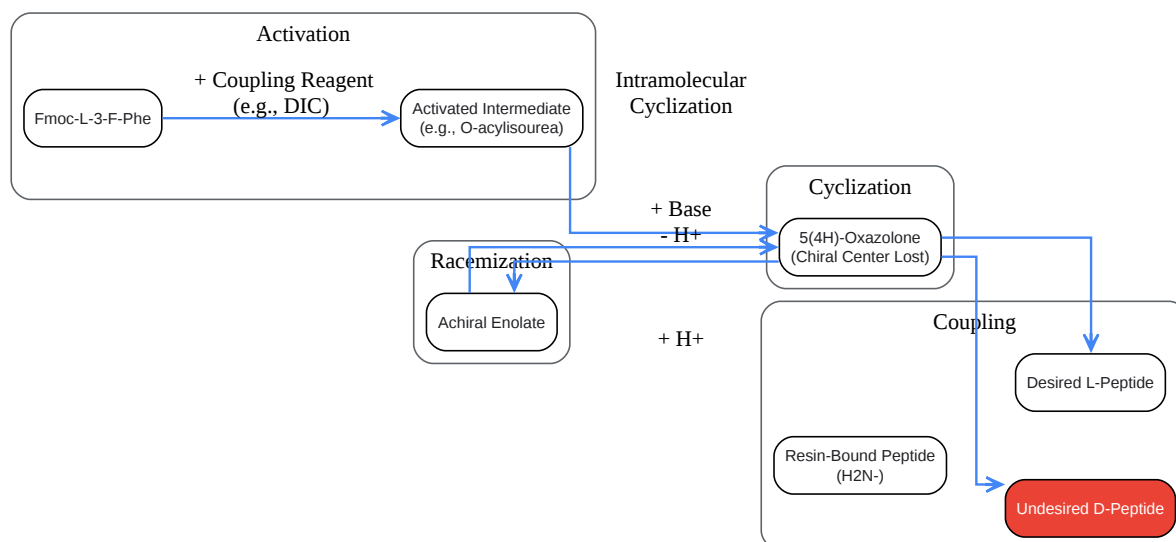 Activation
+ Coupling Reagent
(e.g., DIC)
Fmoc-L-3-F-Phe
Activated Intermediate
(e.g., O-acylisourea)
Intramolecular
Cyclization
Cyclization
+ Base
- H+
5(4H)-Oxazolone
(Chiral Center Lost)
Racemization
Achiral Enolate
+ H+
Coupling
Desired L-Peptide
Resin-Bound Peptide
(H2N-)
Undesired D-Peptide